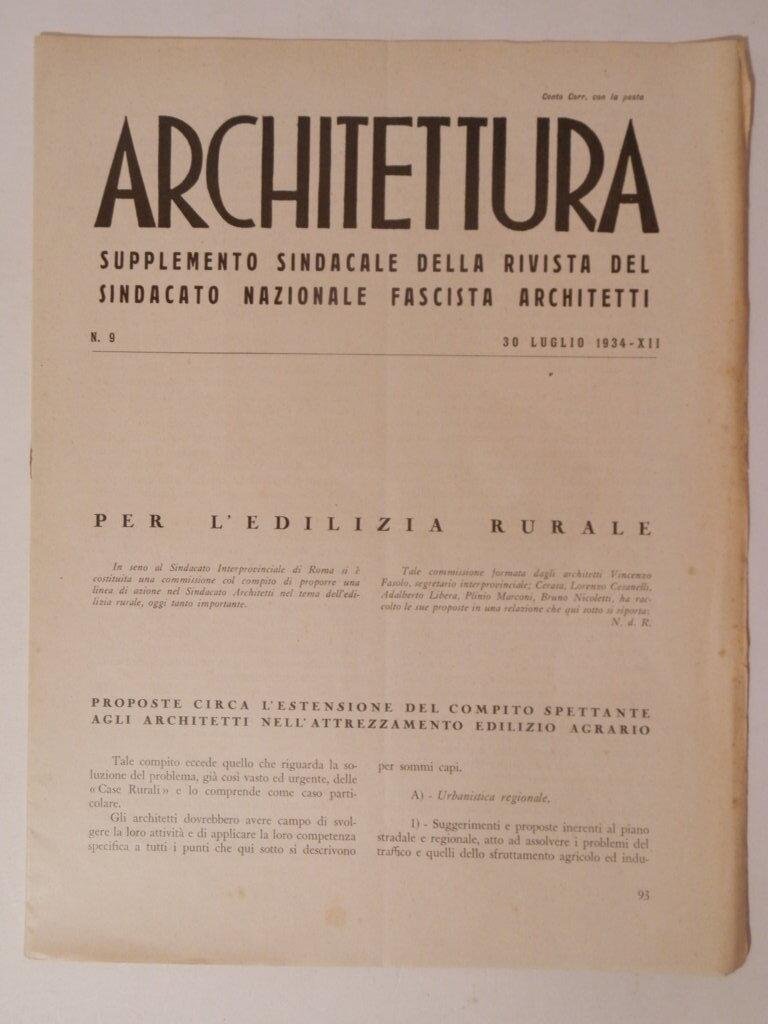 Conto Corr. con la posta
ARCHITETTURA
SUPPLEMENTO SINDACALE DELLA RIVISTA DEL
SINDACATO NAZIONALE FASCISTA ARCHITETTI
N. 9
30 LUGLIO 1934-XII
PER L'EDILIZIA RURALE
In seno al Sindacato Interprovinciale di Roma si è
costituita una commissione col compito di proporre una
linea di azione nel Sindacato Architetti nel tema dell'edi-
lizia rurale, oggi tanto importante.
Tale commissione formata dagli architetti Vincenzo
Fasolo, segretario interprovinciale; Cerasa, Lorenzo Cesanelli,
Adalberto Libera, Plinio Marconi, Bruno Nicoletti, ha rac-
colto le sue proposte in una relazione che qui sotto si riporta:
N. d. R.
PROPOSTE CIRCA L'ESTENSIONE DEL COMPITO SPETTANTE
AGLI ARCHITETTI NELL'ATTREZZAMENTO EDILIZIO AGRARIO
Tale compito eccede quello che riguarda la so-
luzione del problema, già così vasto ed urgente, delle
« Case Rurali » e lo comprende come caso parti-
colare.
Gli architetti dovrebbero avere campo di svol-
gere la loro attività e di applicare la loro competenza
specifica a tutti i punti che qui sotto si descrivono
per sommi capi.
A) - Urbanistica regionale.
1) - Suggerimenti e proposte inerenti al piano
stradale e regionale, atto ad assolvere i problemi del
traffico e quelli dello sfruttamento agricolo ed indu-
93